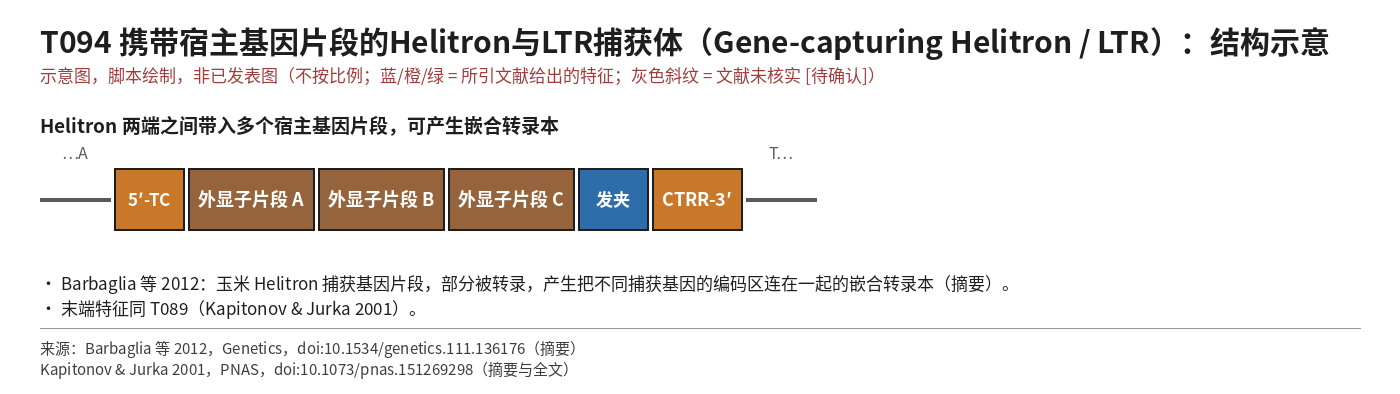 T094 携带宿主基因片段的Helitron与LTR捕获体（Gene-capturing Helitron / LTR）：结构示意
示意图，脚本绘制，非已发表图（不按比例；蓝/橙/绿 = 所引文献给出的特征；灰色斜纹 = 文献未核实 [待确认]）
Helitron 两端之间带入多个宿主基因片段，可产生嵌合转录本
…A
T…
5′-TC
外显子片段 A
外显子片段 B
外显子片段 C
发夹
CTRR-3′
· Barbaglia 等 2012：玉米 Helitron 捕获基因片段，部分被转录，产生把不同捕获基因的编码区连在一起的嵌合转录本（摘要）。
· 末端特征同 T089（Kapitonov & Jurka 2001）。
来源：Barbaglia 等 2012，Genetics，doi:10.1534/genetics.111.136176（摘要）
Kapitonov & Jurka 2001，PNAS，doi:10.1073/pnas.151269298（摘要与全文）